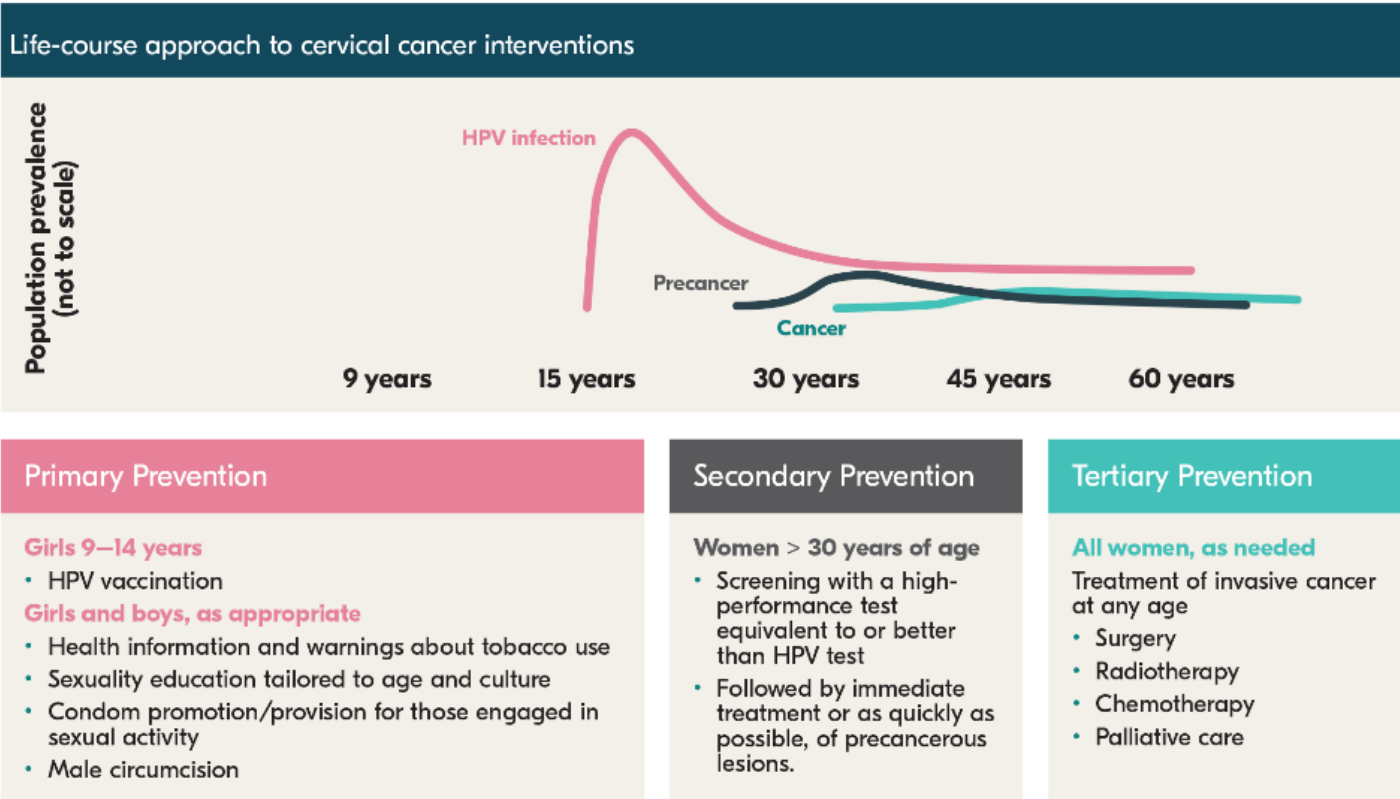 Life-course approach to cervical cancer interventions
Population prevalence
(not to scale)
HPV infection
Precancer
Cancer
9 years
15 years
30 years
45 years
60 years
Primary Prevention
Girls 9–14 years
• HPV vaccination
Girls and boys, as appropriate
• Health information and warnings about tobacco use
• Sexuality education tailored to age and culture
• Condom promotion/provision for those engaged in
sexual activity
• Male circumcision
Secondary Prevention
Women > 30 years of age
• Screening with a high-
performance test
equivalent to or better
than HPV test
• Followed by immediate
treatment or as quickly as
possible, of precancerous
lesions.
Tertiary Prevention
All women, as needed
Treatment of invasive cancer
at any age
• Surgery
• Radiotherapy
• Chemotherapy
• Palliative care